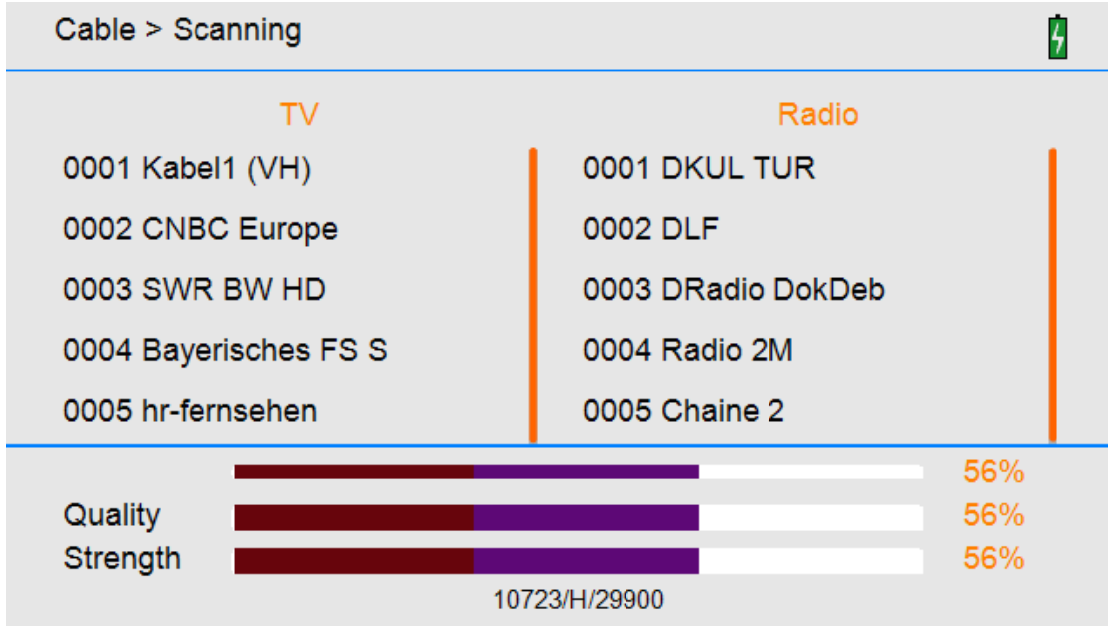 Cable > Scanning
TV
Radio
0001 Kabel1 (VH)
0002 CNBC Europe
0003 SWR BW HD
0004 Bayerisches FS S
0005 hr-fernsehen
0001 DKUL TUR
0002 DLF
0003 DRadio DokDeb
0004 Radio 2M
0005 Chaine 2
56%
Quality 56%
Strength 56%
10723/H/29900